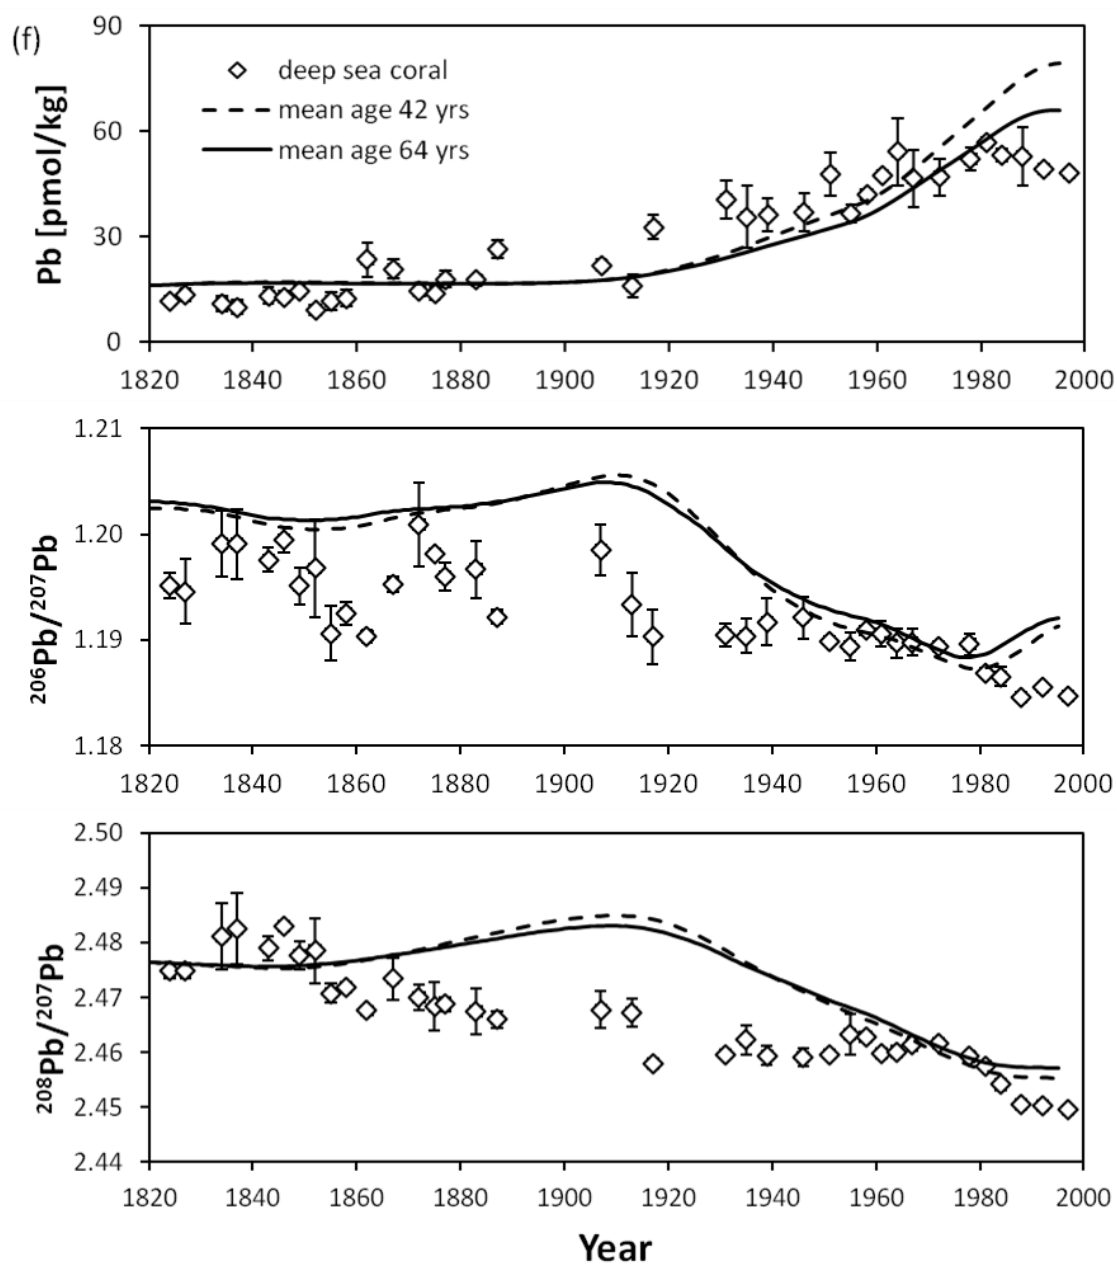 (f)
90
60
30
0
Pb [pmol/kg]
deep sea coral
mean age 42 yrs
mean age 64 yrs
1820 1840 1860 1880 1900 1920 1940 1960 1980 2000
1.21
1.20
1.19
1.18
²⁰⁶Pb/²⁰⁷Pb
1820 1840 1860 1880 1900 1920 1940 1960 1980 2000
2.50
2.49
2.48
2.47
2.46
2.45
2.44
²⁰⁸Pb/²⁰⁷Pb
1820 1840 1860 1880 1900 1920 1940 1960 1980 2000
Year